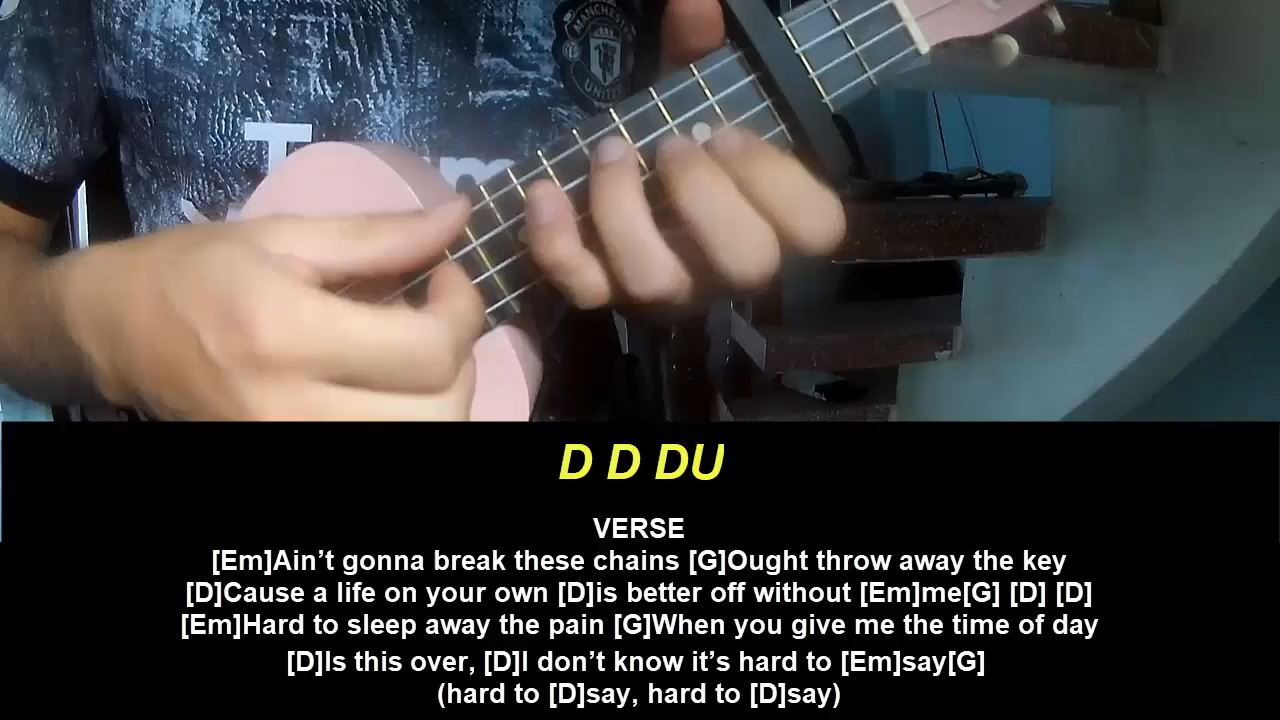 MANCHESTER
UNITED
D D DU
VERSE
[Em]Ain’t gonna break these chains [G]Ought throw away the key
[D]Cause a life on your own [D]is better off without [Em]me[G] [D] [D]
[Em]Hard to sleep away the pain [G]When you give me the time of day
[D]Is this over, [D]I don’t know it’s hard to [Em]say[G]
(hard to [D]say, hard to [D]say)